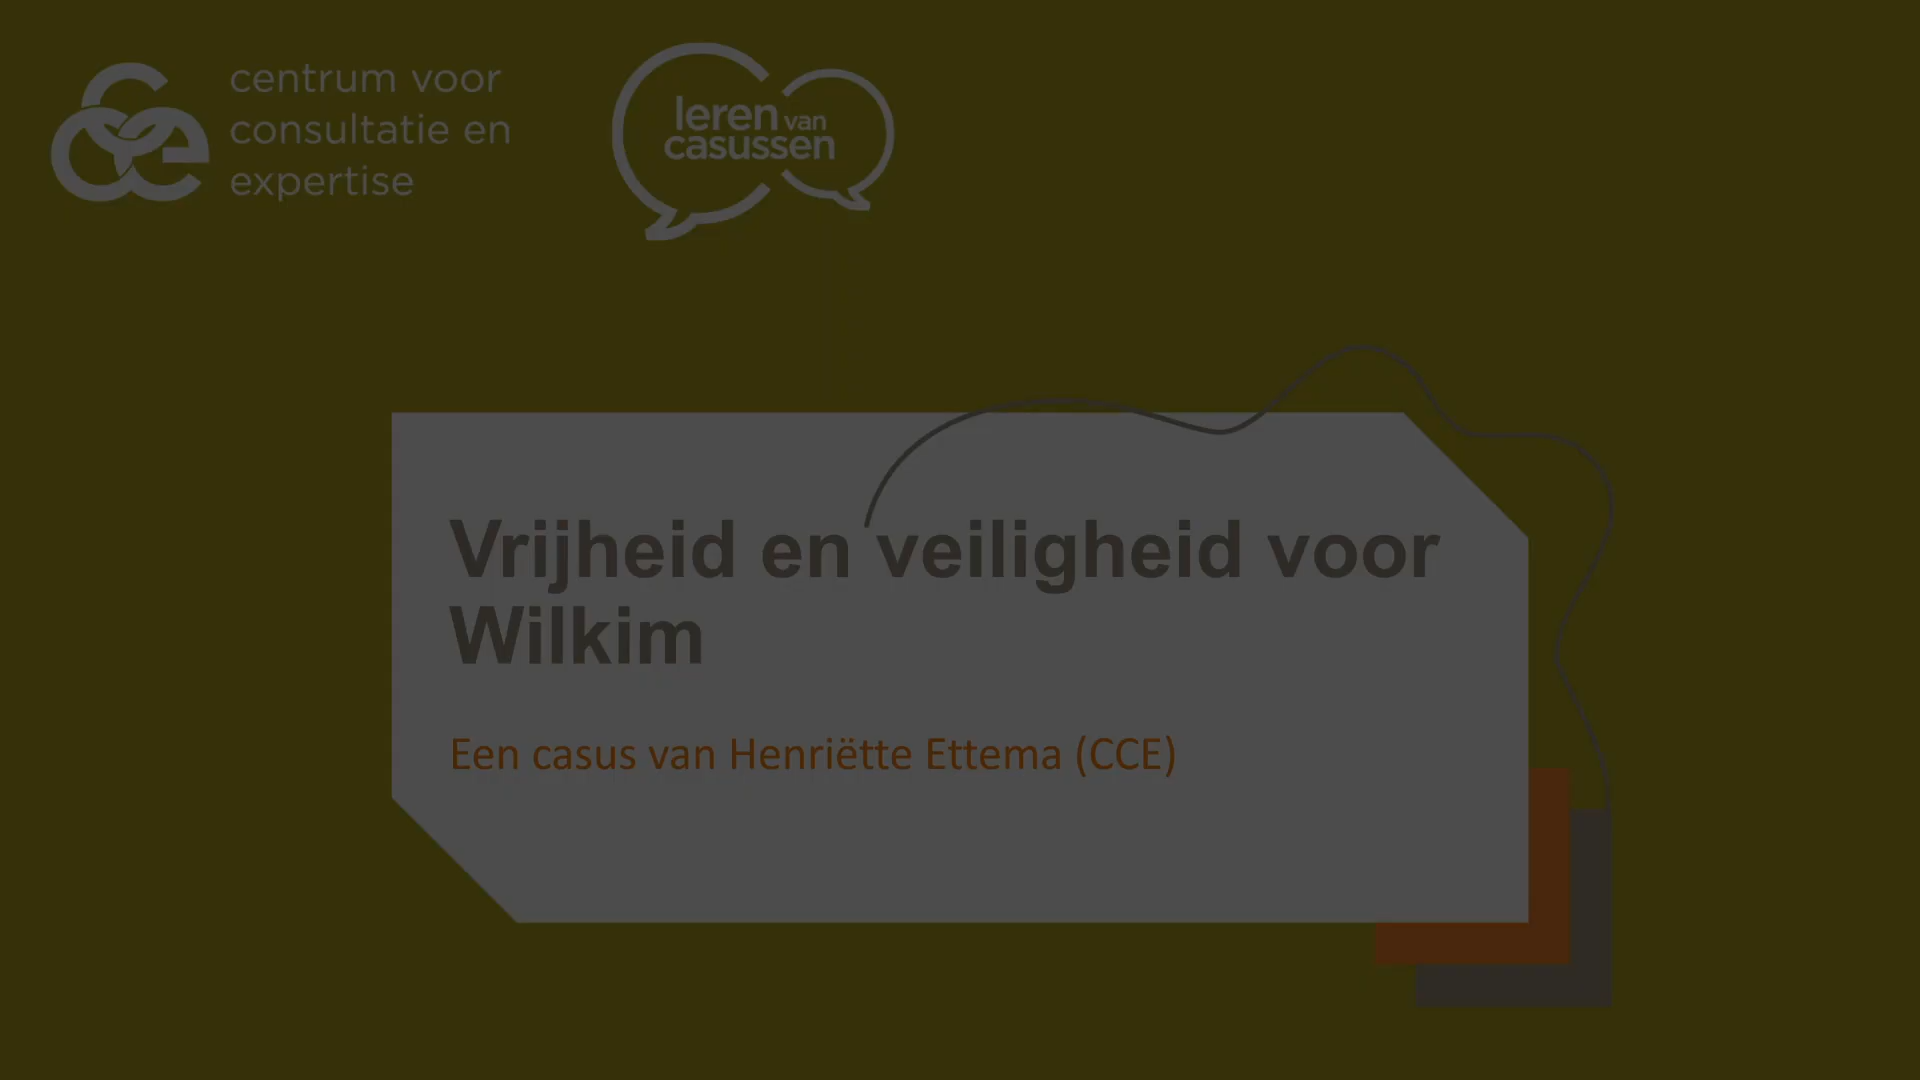 centrum voor
consultatie en
expertise
leren van
casussen
Vrijheid en veiligheid voor
Wilkim
Een casus van Henriëtte Ettema (CCE)